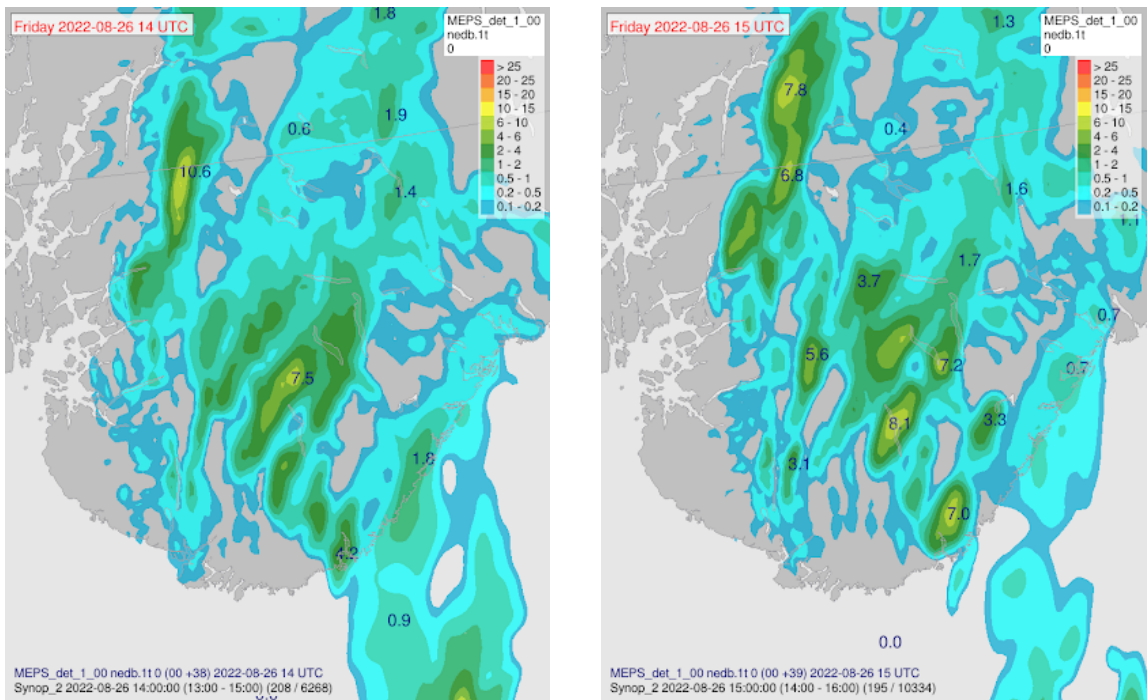 Friday 2022-08-26 14 UTC
MEPS_det_1_00
nedb.1t
0
> 25
20 - 25
15 - 20
10 - 15
6 - 10
4 - 6
2 - 4
1 - 2
0.5 - 1
0.2 - 0.5
0.1 - 0.2
1.8
1.9
0.6
10.6
1.4
7.5
1.8
4.2
0.9
MEPS_det_1_00 nedb.1t 0 (00 +38) 2022-08-26 14 UTC
Synop_2 2022-08-26 14:00:00 (13:00 - 15:00) (208 / 6268)
Friday 2022-08-26 15 UTC
MEPS_det_1_00
nedb.1t
0
> 25
20 - 25
15 - 20
10 - 15
6 - 10
4 - 6
2 - 4
1 - 2
0.5 - 1
0.2 - 0.5
0.1 - 0.2
1.3
7.8
0.4
6.8
1.6
1.1
1.7
3.7
0.7
5.6
7.2
0.7
8.1
3.3
3.1
7.0
0.0
MEPS_det_1_00 nedb.1t 0 (00 +39) 2022-08-26 15 UTC
Synop_2 2022-08-26 15:00:00 (14:00 - 16:00) (195 / 10334)